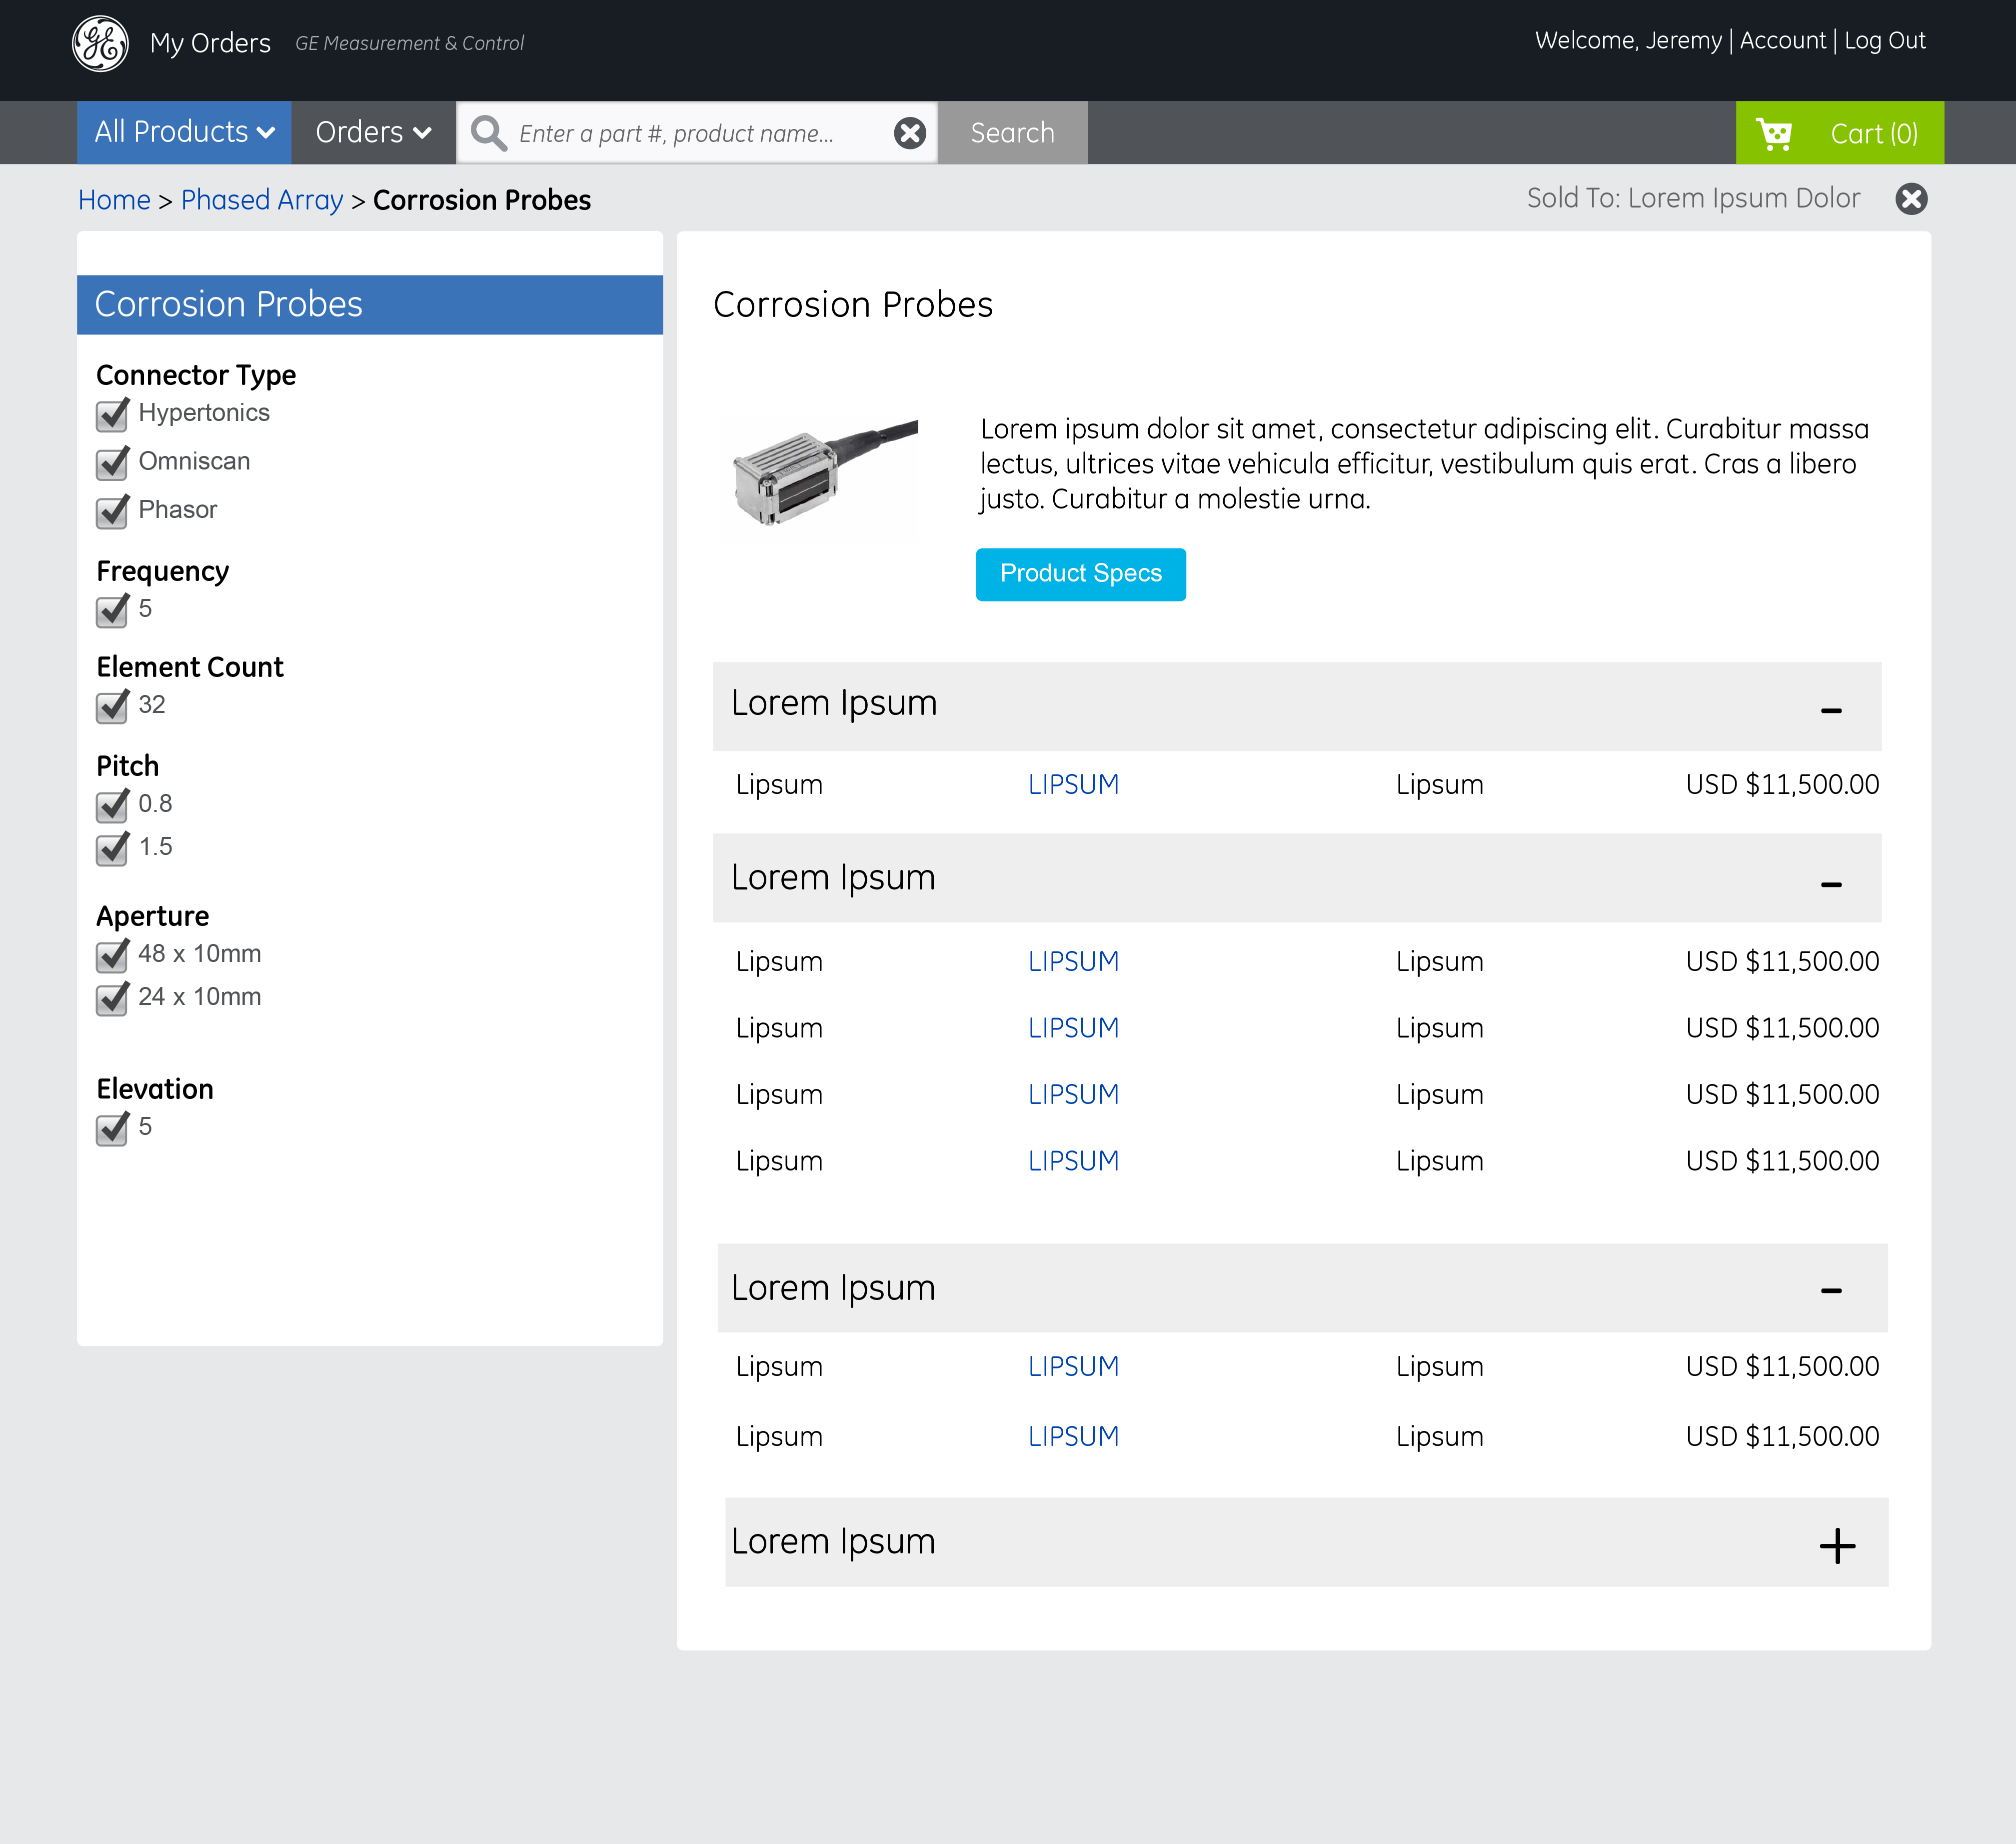 GE My Orders GE Measurement & Control Welcome, Jeremy | Account | Log Out
All Products Orders Enter a part #, product name... Search Cart (0)
Home > Phased Array > Corrosion Probes Sold To: Lorem Ipsum Dolor
Corrosion Probes
Connector Type
Hypertonics
Omniscan
Phasor
Frequency
5
Element Count
32
Pitch
0.8
1.5
Aperture
48 x 10mm
24 x 10mm
Elevation
5
Corrosion Probes
Lorem ipsum dolor sit amet, consectetur adipiscing elit. Curabitur massa
lectus, ultrices vitae vehicula efficitur, vestibulum quis erat. Cras a libero
justo. Curabitur a molestie urna.
Product Specs
Lorem Ipsum
Lipsum LIPSUM Lipsum USD $11,500.00
Lorem Ipsum
Lipsum LIPSUM Lipsum USD $11,500.00
Lipsum LIPSUM Lipsum USD $11,500.00
Lipsum LIPSUM Lipsum USD $11,500.00
Lipsum LIPSUM Lipsum USD $11,500.00
Lorem Ipsum
Lipsum LIPSUM Lipsum USD $11,500.00
Lipsum LIPSUM Lipsum USD $11,500.00
Lorem Ipsum